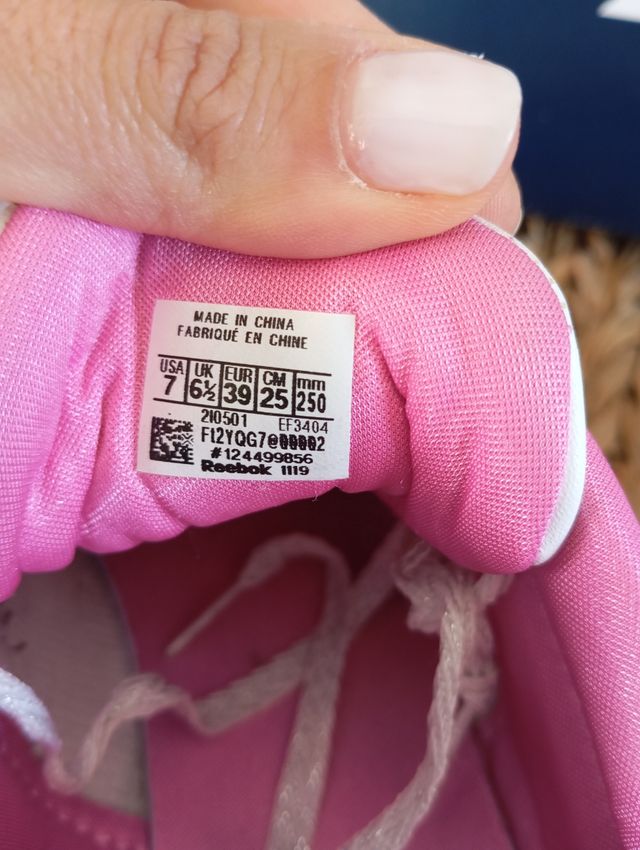 MADE IN CHINA
FABRIQUÉ EN CHINE
USA UK EUR CM mm
7 6½ 39 25 250
2I0501 EF3404
#124499856
Reebok 1119